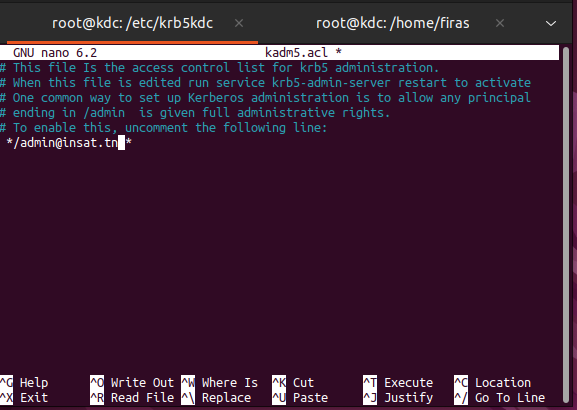 root@kdc: /etc/krb5kdc × root@kdc: /home/firas ×
GNU nano 6.2 kadm5.acl *
# This file Is the access control list for krb5 administration.
# When this file is edited run service krb5-admin-server restart to activate
# One common way to set up Kerberos administration is to allow any principal
# ending in /admin  is given full administrative rights.
# To enable this, uncomment the following line:
*/admin@insat.tn *
^G Help ^O Write Out ^W Where Is ^K Cut ^T Execute ^C Location
^X Exit ^R Read File ^\ Replace ^U Paste ^J Justify ^/ Go To Line